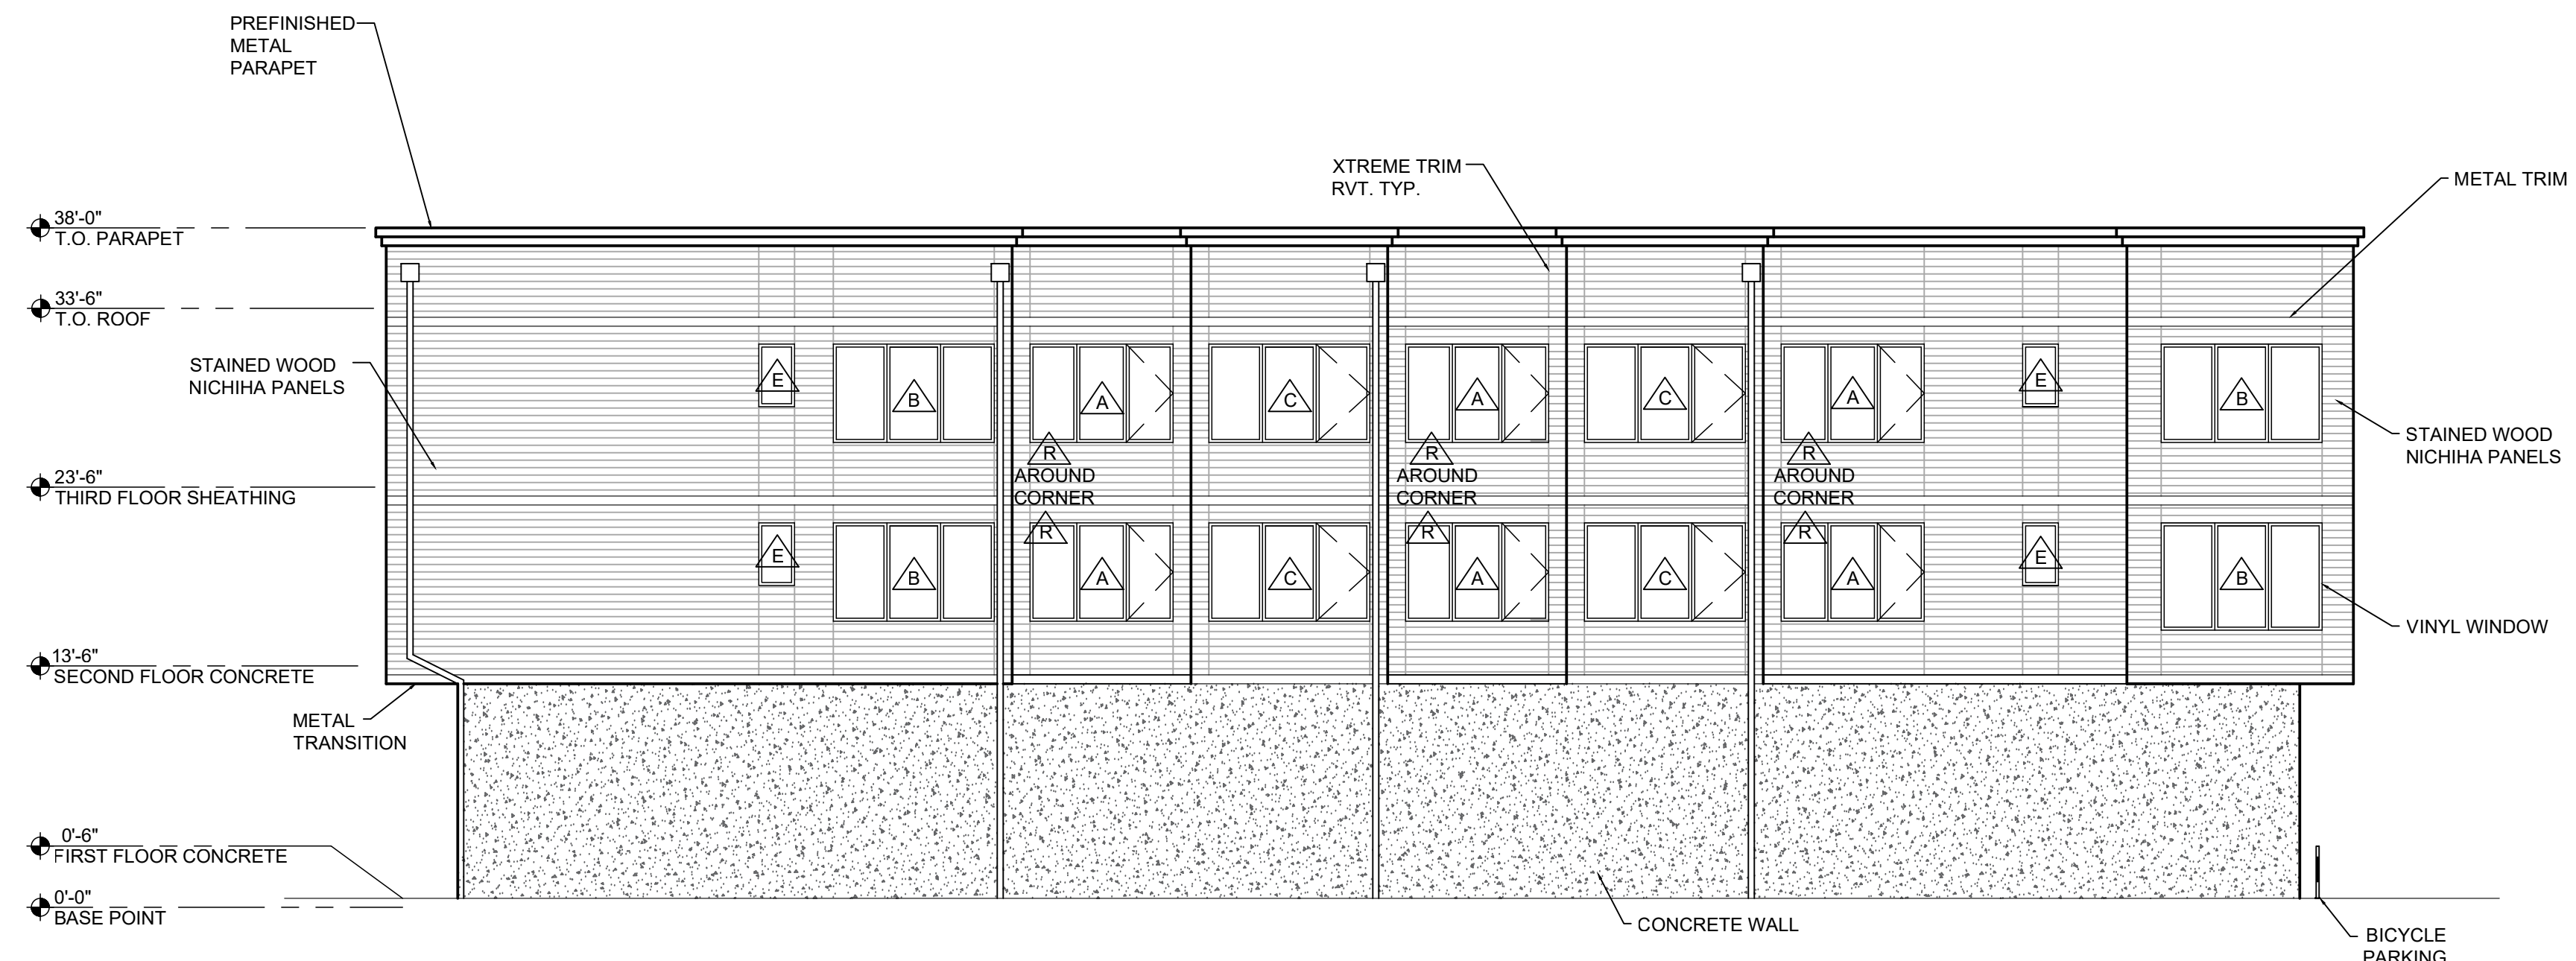 PREFINISHED
METAL
PARAPET
XTREME TRIM
RVT. TYP.
METAL TRIM
38'-0"
T.O. PARAPET
33'-6"
T.O. ROOF
STAINED WOOD
NICHIHA PANELS
E
B
A
C
A
C
A
E
B
STAINED WOOD
NICHIHA PANELS
R
AROUND
CORNER
R
AROUND
CORNER
R
AROUND
CORNER
23'-6"
THIRD FLOOR SHEATHING
R
R
R
E
B
A
C
A
C
A
E
B
VINYL WINDOW
13'-6"
SECOND FLOOR CONCRETE
METAL
TRANSITION
0'-6"
FIRST FLOOR CONCRETE
0'-0"
BASE POINT
CONCRETE WALL
BICYCLE
PARKING